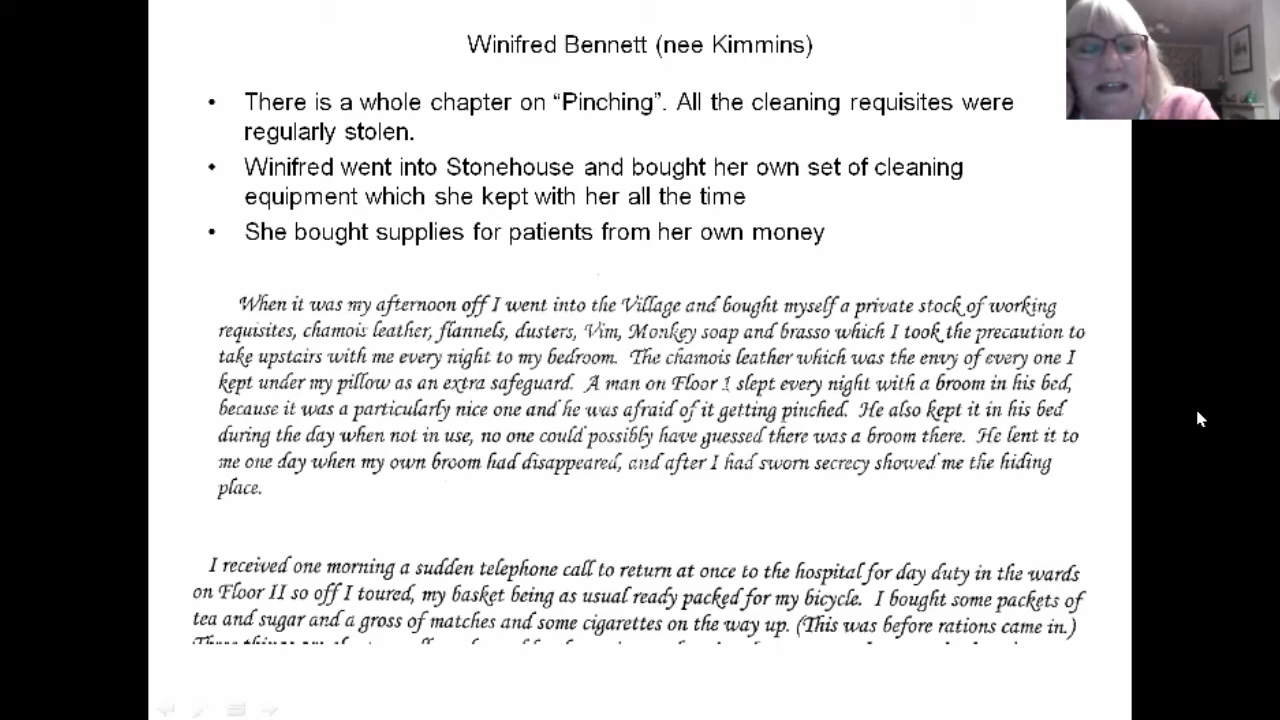 Winifred Bennett (nee Kimmins)
• There is a whole chapter on “Pinching”. All the cleaning requisites were
regularly stolen.
• Winifred went into Stonehouse and bought her own set of cleaning
equipment which she kept with her all the time
• She bought supplies for patients from her own money
When it was my afternoon off I went into the Village and bought myself a private stock of working
requisites, chamois leather, flannels, dusters, Vim, Monkey soap and brasso which I took the precaution to
take upstairs with me every night to my bedroom. The chamois leather which was the envy of every one I
kept under my pillow as an extra safeguard. A man on Floor 1 slept every night with a broom in his bed,
because it was a particularly nice one and he was afraid of it getting pinched. He also kept it in his bed
during the day when not in use, no one could possibly have guessed there was a broom there. He lent it to
me one day when my own broom had disappeared, and after I had sworn secrecy showed me the hiding
place.
I received one morning a sudden telephone call to return at once to the hospital for day duty in the wards
on Floor II so off I toured, my basket being as usual ready packed for my bicycle. I bought some packets of
tea and sugar and a gross of matches and some cigarettes on the way up. (This was before rations came in.)